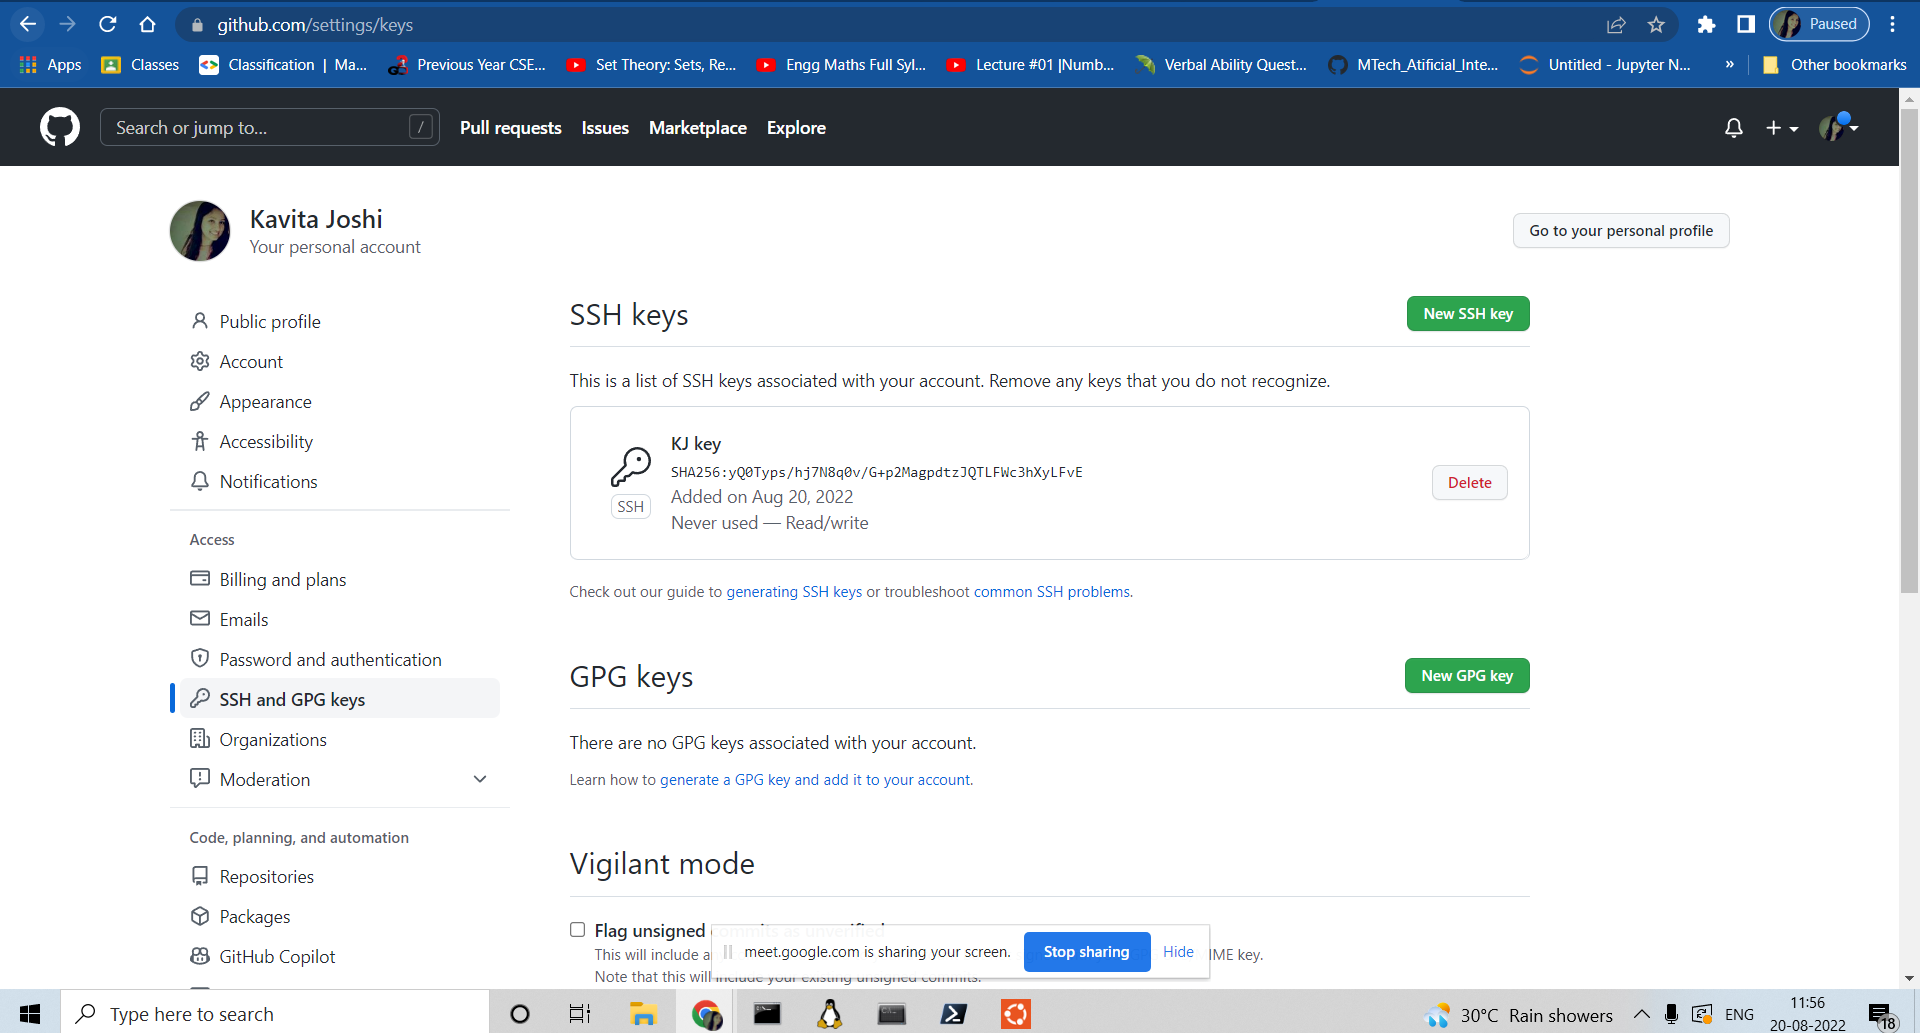 github.com/settings/keys
Paused
Apps
Classes
Classification | Ma...
Previous Year CSE...
Set Theory: Sets, Re...
Engg Maths Full Syl...
Lecture #01 |Numb...
Verbal Ability Quest...
MTech_Atificial_Inte...
Untitled - Jupyter N...
»
Other bookmarks
Search or jump to...
/
Pull requests
Issues
Marketplace
Explore
Kavita Joshi
Your personal account
Go to your personal profile
Public profile
Account
Appearance
Accessibility
Notifications
Access
Billing and plans
Emails
Password and authentication
SSH and GPG keys
Organizations
Moderation
Code, planning, and automation
Repositories
Packages
GitHub Copilot
SSH keys
New SSH key
This is a list of SSH keys associated with your account. Remove any keys that you do not recognize.
KJ key
SHA256:yQ0Typs/hj7N8q0v/G+p2MagpdtzJQTLFWc3hXyLFvE
SSH
Added on Aug 20, 2022
Never used — Read/write
Delete
Check out our guide to generating SSH keys or troubleshoot common SSH problems.
GPG keys
New GPG key
There are no GPG keys associated with your account.
Learn how to generate a GPG key and add it to your account.
Vigilant mode
Flag unsigned commits as unverified
This will include a
IME key.
Note that this will include your existing unsigned commits.
meet.google.com is sharing your screen.
Stop sharing
Hide
Type here to search
30°C Rain showers
ENG
11:56
20-08-2022
18